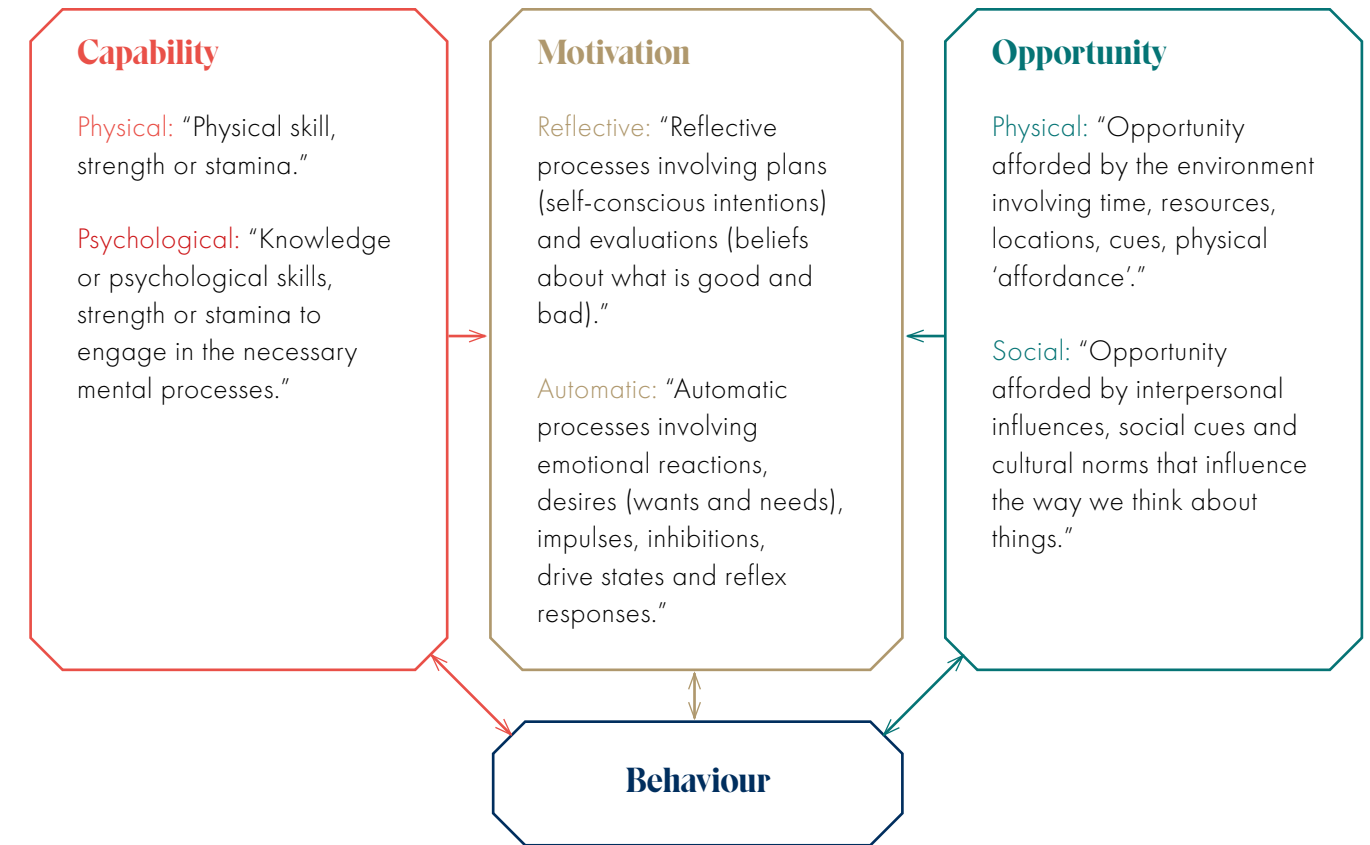 Capability
Physical: “Physical skill,
strength or stamina.”
Psychological: “Knowledge
or psychological skills,
strength or stamina to
engage in the necessary
mental processes.”
Motivation
Reflective: “Reflective
processes involving plans
(self-conscious intentions)
and evaluations (beliefs
about what is good and
bad).”
Automatic: “Automatic
processes involving
emotional reactions,
desires (wants and needs),
impulses, inhibitions,
drive states and reflex
responses.”
Opportunity
Physical: “Opportunity
afforded by the environment
involving time, resources,
locations, cues, physical
‘affordance’.”
Social: “Opportunity
afforded by interpersonal
influences, social cues and
cultural norms that influence
the way we think about
things.”
Behaviour